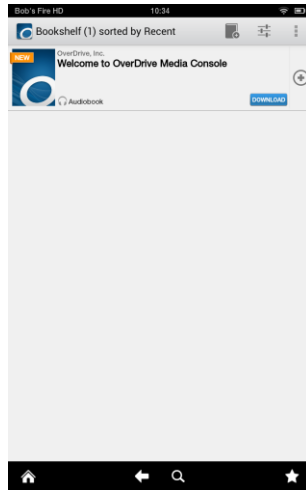 Bob's Fire HD 10:34
Bookshelf (1) sorted by Recent
NEW
OverDrive, Inc.
Welcome to OverDrive Media Console
Audiobook
DOWNLOAD